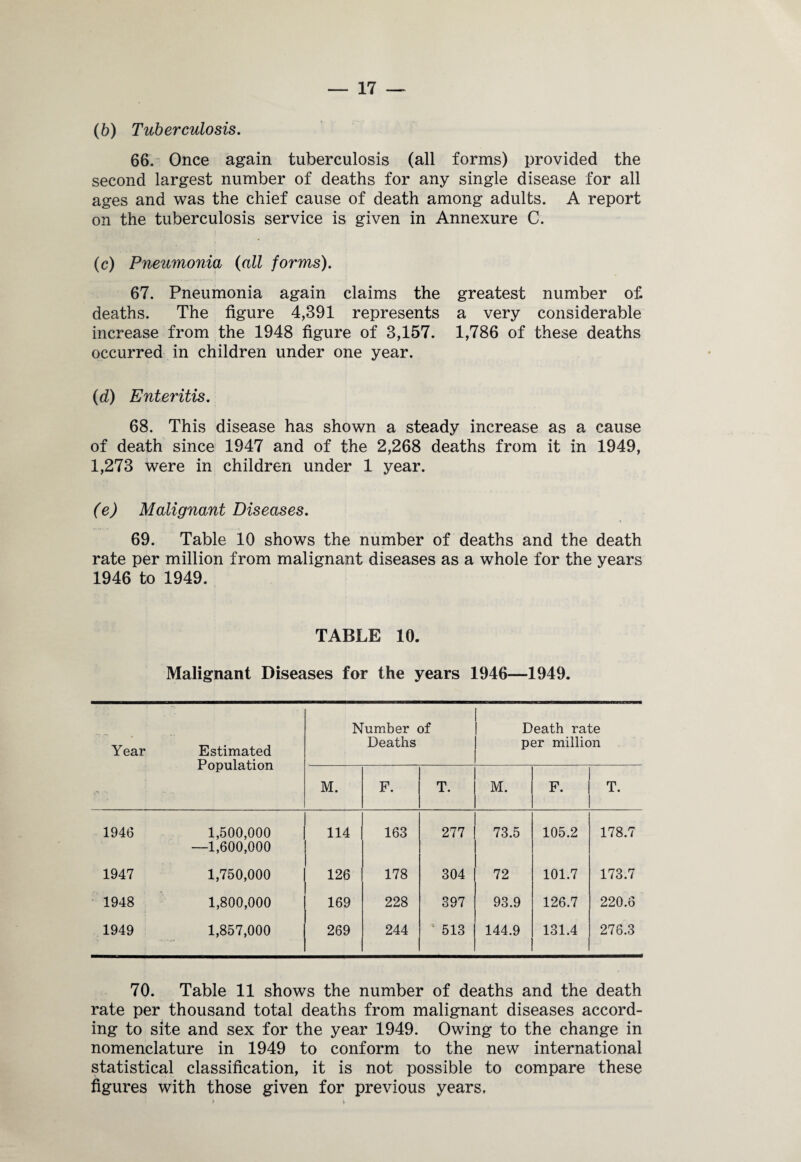 — 17 —
(b) Tuberculosis.
66. Once again tuberculosis (all forms) provided the
second largest number of deaths for any single disease for all
ages and was the chief cause of death among adults. A report
on the tuberculosis service is given in Annexure C.
(c) Pneumonia (all forms).
67. Pneumonia again claims the greatest number of
deaths. The figure 4,391 represents a very considerable
increase from the 1948 figure of 3,157. 1,786 of these deaths
occurred in children under one year.
(d) Enteritis.
68. This disease has shown a steady increase as a cause
of death since 1947 and of the 2,268 deaths from it in 1949,
1,273 were in children under 1 year.
(e) Malignant Diseases.
69. Table 10 shows the number of deaths and the death
rate per million from malignant diseases as a whole for the years
1946 to 1949.
TABLE 10.
Malignant Diseases for the years 1946—1949.
Year Estimated Population Number of Deaths Death rate per million
M. F. T. M. F. T.
1946 1,500,000 114 163 277 73.5 105.2 178.7
—1,600,000
1947 1,750,000 126 178 304 72 101.7 173.7
1948 1,800,000 169 228 397 93.9 126.7 220.6
1949 1,857,000 269 244 513 144.9 131.4 276.3
70. Table 11 shows the number of deaths and the death
rate per thousand total deaths from malignant diseases accord-
ing to site and sex for the year 1949. Owing to the change in
nomenclature in 1949 to conform to the new international
statistical classification, it is not possible to compare these
figures with those given for previous years.